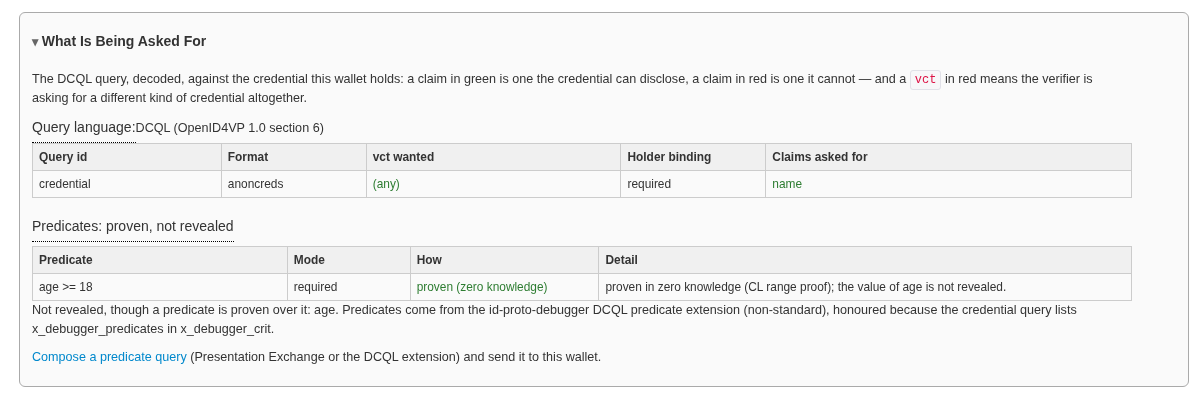 ▾ What Is Being Asked For
The DCQL query, decoded, against the credential this wallet holds: a claim in green is one the credential can disclose, a claim in red is one it cannot — and a vct in red means the verifier is
asking for a different kind of credential altogether.
Query language:DCQL (OpenID4VP 1.0 section 6)
Query id Format vct wanted Holder binding Claims asked for
credential anoncreds (any) required name
Predicates: proven, not revealed
Predicate Mode How Detail
age >= 18 required proven (zero knowledge) proven in zero knowledge (CL range proof); the value of age is not revealed.
Not revealed, though a predicate is proven over it: age. Predicates come from the id-proto-debugger DCQL predicate extension (non-standard), honoured because the credential query lists
x_debugger_predicates in x_debugger_crit.
Compose a predicate query (Presentation Exchange or the DCQL extension) and send it to this wallet.